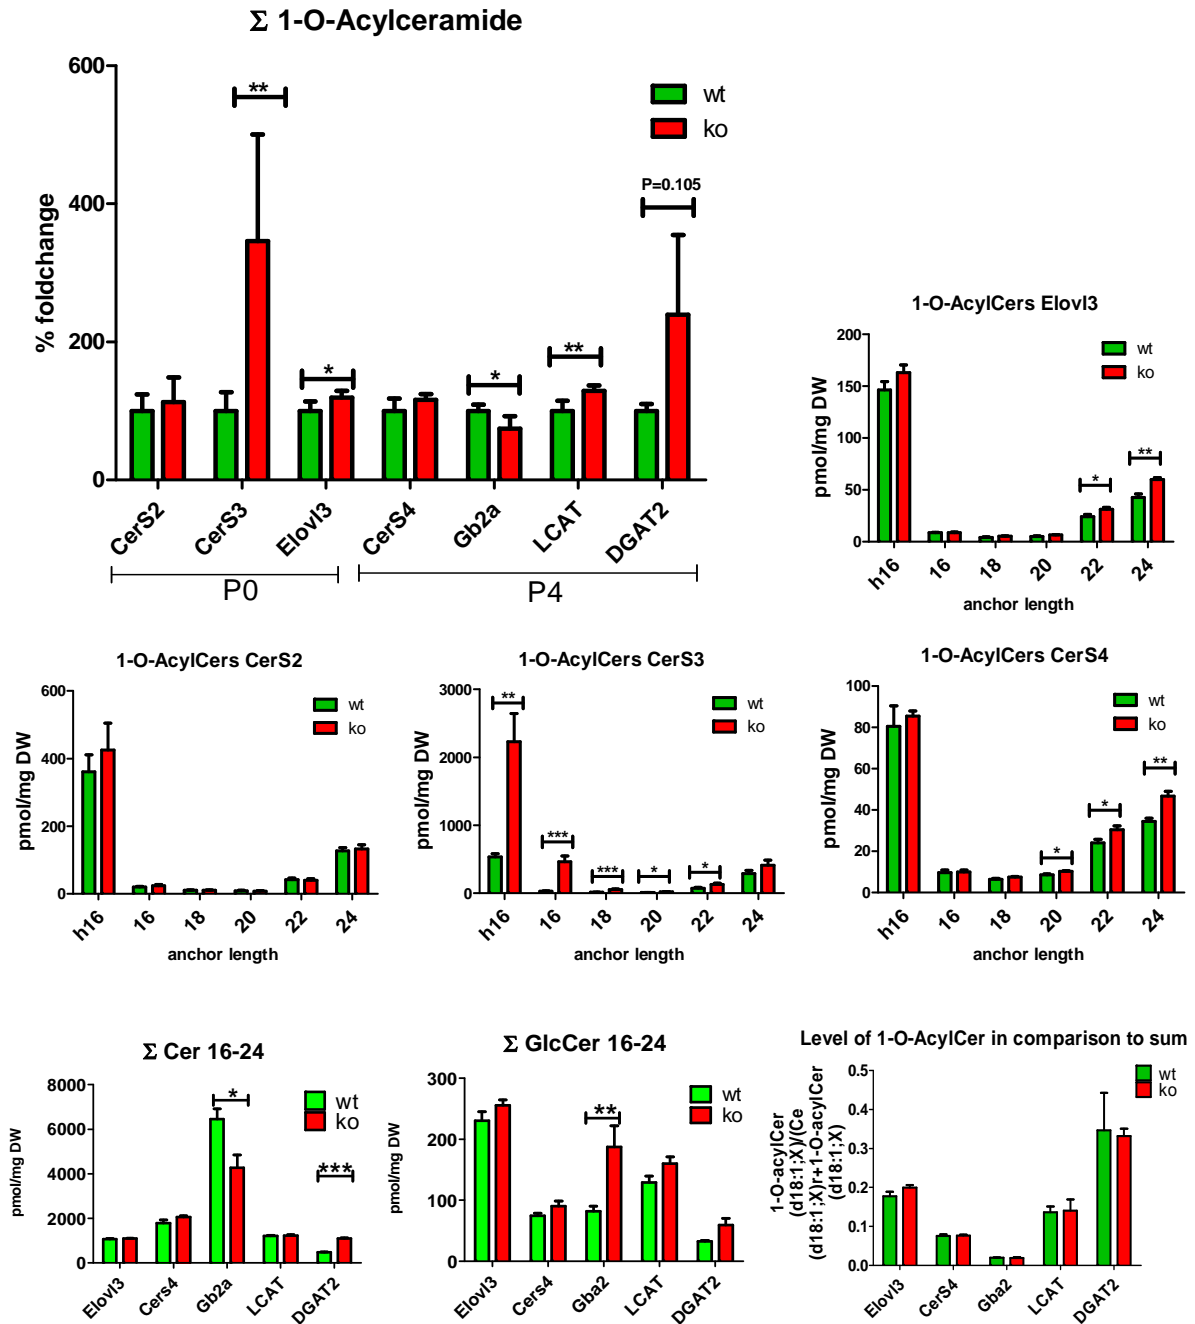 Σ 1-O-Acylceramide
600
400
200
0
% foldchange
wt
ko
**
*
*
**
P=0.105
CerS2
CerS3
Elovl3
CerS4
Gb2a
LCAT
DGAT2
P0
P4
1-O-AcylCers Elovl3
200
150
100
50
0
pmol/mg DW
wt
ko
*
**
h16
16
18
20
22
24
anchor length
1-O-AcylCers CerS2
600
400
200
0
pmol/mg DW
wt
ko
h16
16
18
20
22
24
anchor length
1-O-AcylCers CerS3
3000
2000
1000
0
pmol/mg DW
wt
ko
**
***
***
*
*
h16
16
18
20
22
24
anchor length
1-O-AcylCers CerS4
100
80
60
40
20
0
pmol/mg DW
wt
ko
*
*
**
h16
16
18
20
22
24
anchor length
Σ Cer 16-24
8000
6000
4000
2000
0
pmol/mg DW
wt
ko
*
***
Elovl3
Cers4
Gb2a
LCAT
DGAT2
Σ GlcCer 16-24
300
200
100
0
pmol/mg DW
wt
ko
**
Elovl3
Cers4
Gba2
LCAT
DGAT2
Level of 1-O-AcylCer in comparison to sum
0.5
0.4
0.3
0.2
0.1
0.0
1-O-acylCer
(d18:1;X)/(Ce
(d18:1;X)r+1-O-acylCer
(d18:1;X)
wt
ko
Elovl3
CerS4
Gba2
LCAT
DGAT2